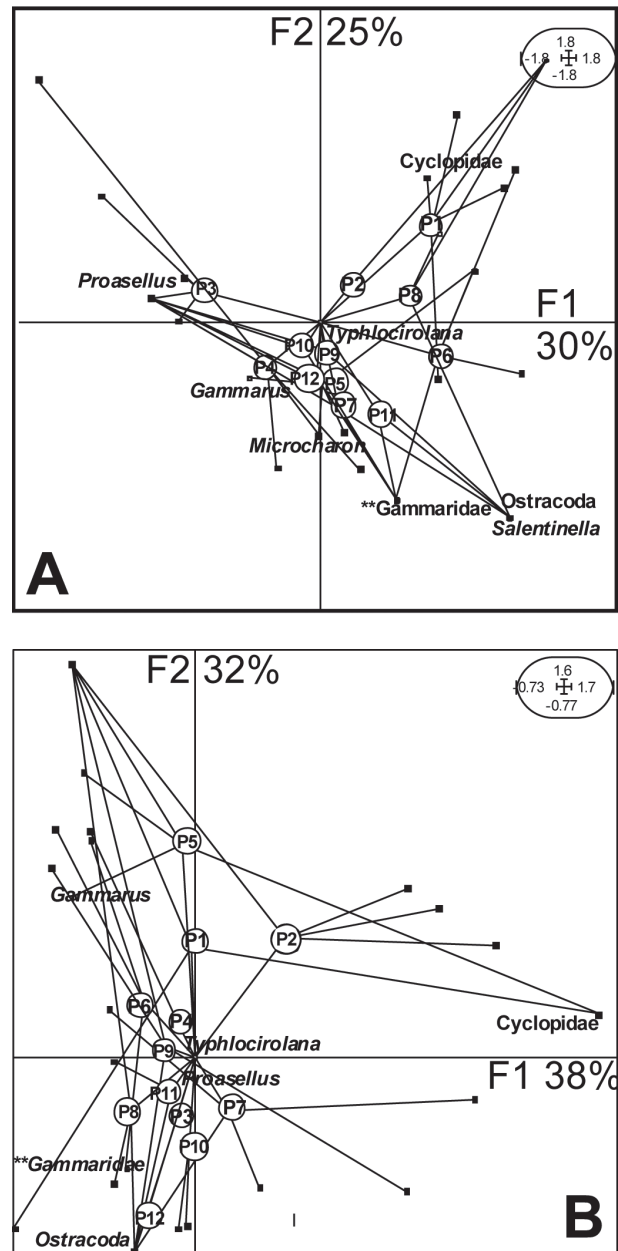 F2 25%
1.8
-1.8 1.8
-1.8
Cyclopidae
P1
Proasellus
P3
P2
P8
F1
30%
Typhlocirolana
P10
P9
P6
P4
P12
P5
Gammarus
P7
P11
Microcharon
**Gammaridae
Ostracoda
Salentinella
A
F2 32%
1.6
-0.73 1.7
-0.77
P5
Gammarus
P1
P2
P6
P4
Cyclopidae
Typhlocirolana
P9
F1 38%
Proasellus
P11
P8
P3
P7
P10
**Gammaridae
P12
Ostracoda
B